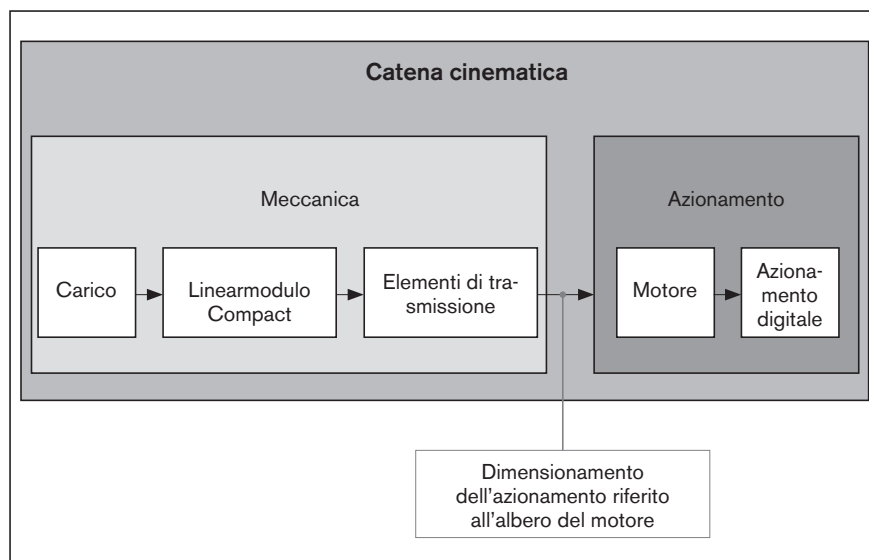 Catena cinematica
Meccanica
Azionamento
Carico
Linearmodulo
Compact
Elementi di tra-
smissione
Motore
Aziona-
mento
digitale
Dimensionamento
dell'azionamento riferito
all'albero del motore